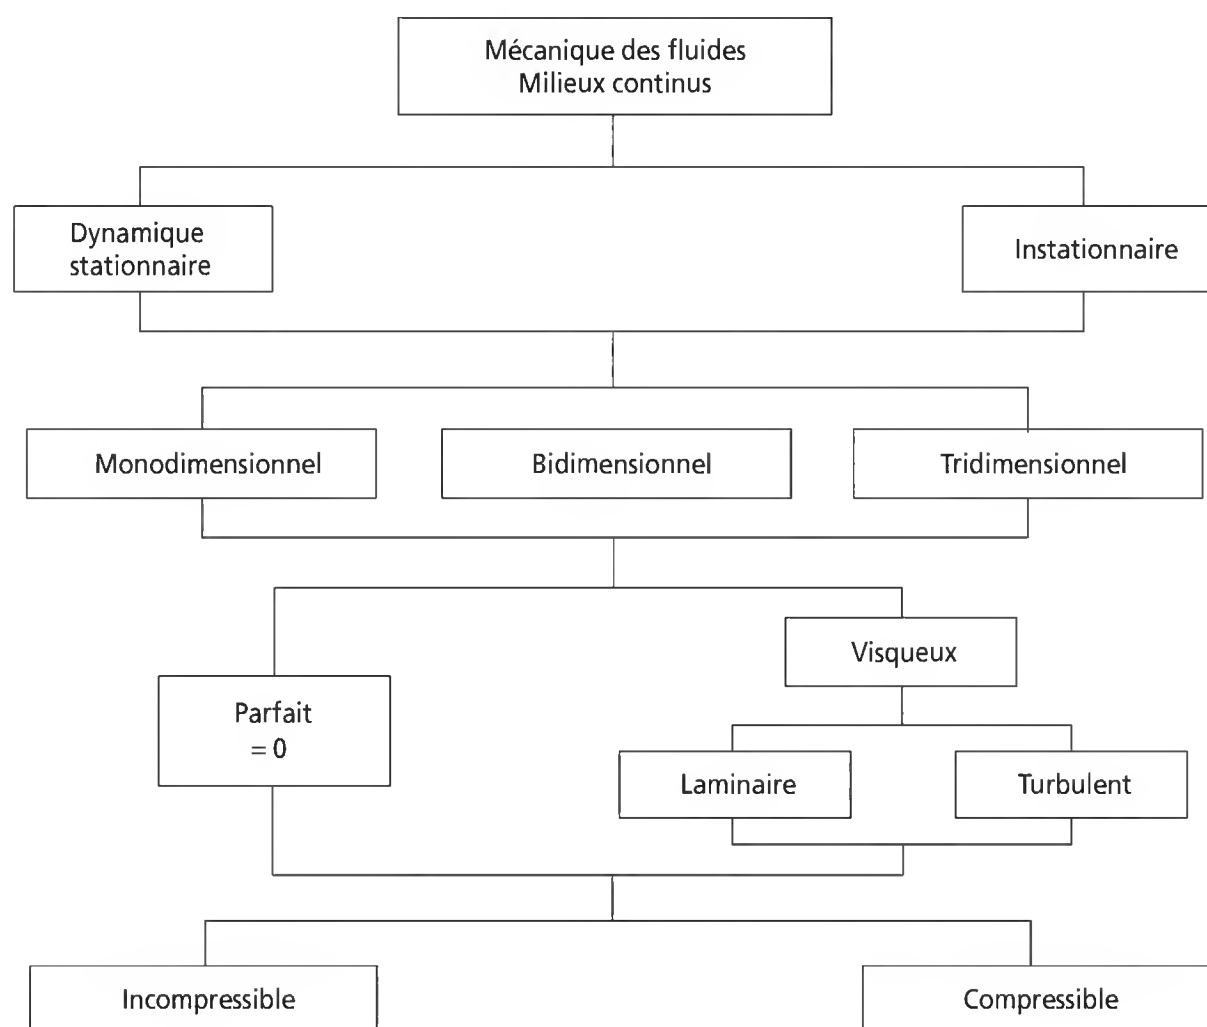 Mécanique des fluides
Milieux continus
Dynamique
stationnaire
Instationnaire
Monodimensionnel
Bidimensionnel
Tridimensionnel
Visqueux
Parfait
= 0
Laminaire
Turbulent
Incompressible
Compressible